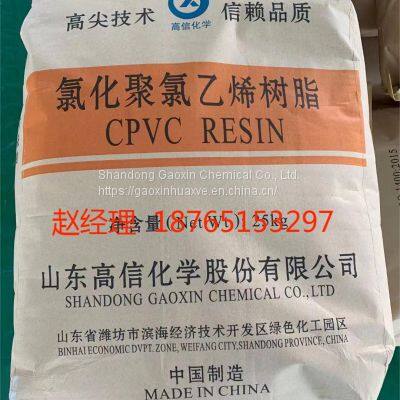 高尖技术 信赖品质
高信化学
氯化聚氯乙烯树脂
CPVC RESIN
Shandong Gaoxin Chemical Co.,Ltd.
https://gaoxinhuaxve.en.china.cn/
赵经理 18765159297
净含量(Net Wt) 25kg
山东高信化学股份有限公司
SHANDONG GAOXIN CHEMICAL CO.,LTD
山东省潍坊市滨海经济技术开发区绿色化工园区
BINHAI ECONOMIC DVPT. ZONE, WEIFANG CITY,SHANDONG PROVINCE, CHINA
中国制造
MADE IN CHINA